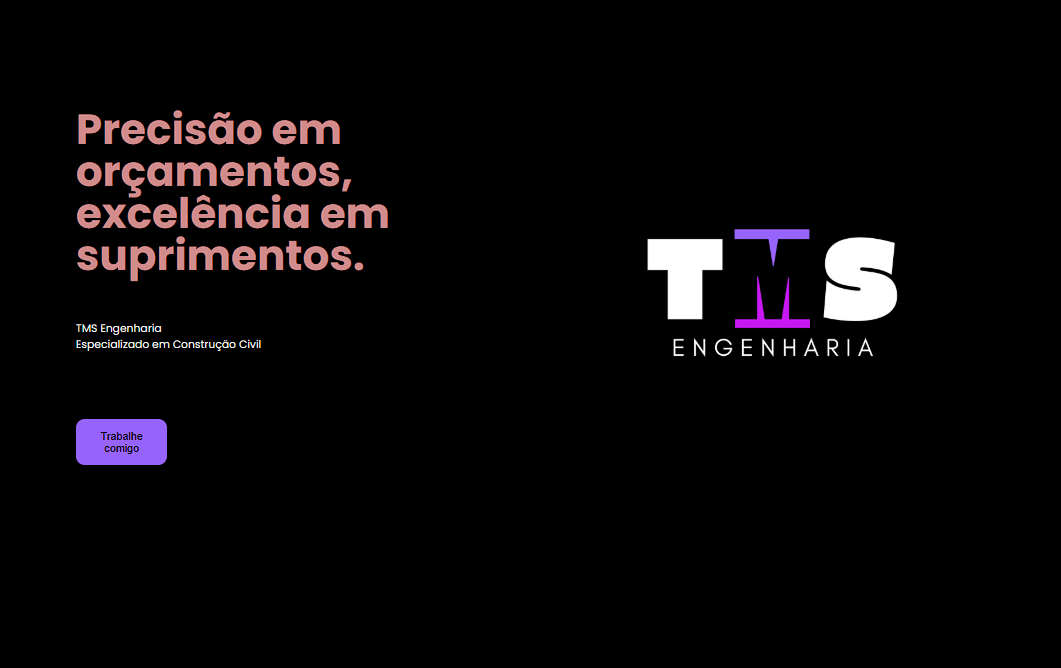 Precisão em
orçamentos,
excelência em
suprimentos.
TMS Engenharia
Especializado em Construção Civil
Trabalhe
comigo
TMS
ENGENHARIA